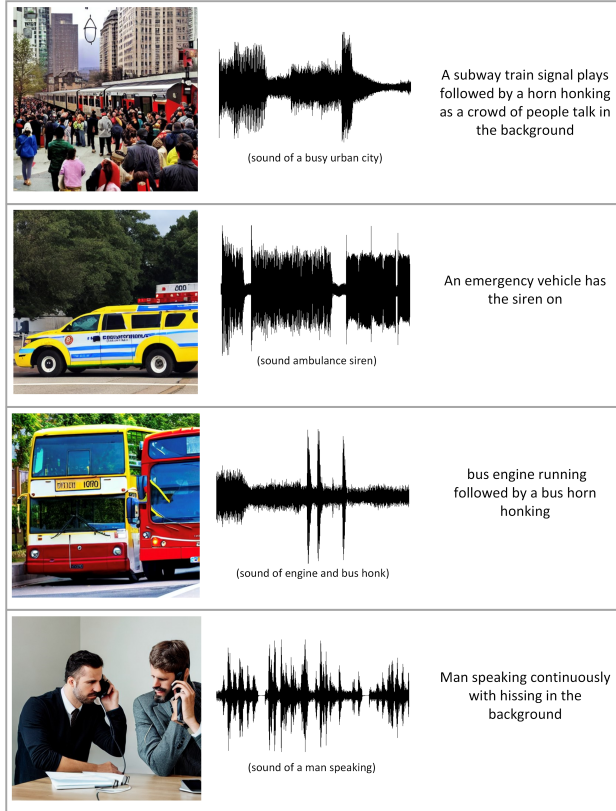 A subway train signal plays
followed by a horn honking
as a crowd of people talk in
the background
(sound of a busy urban city)
An emergency vehicle has
the siren on
(sound ambulance siren)
bus engine running
followed by a bus horn
honking
(sound of engine and bus honk)
Man speaking continuously
with hissing in the
background
(sound of a man speaking)